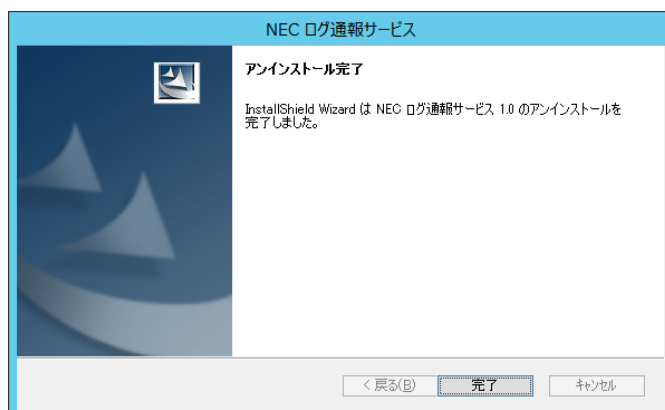 NEC ログ通報サービス
アンインストール完了
InstallShield Wizard は NEC ログ通報サービス 1.0 のアンインストールを
完了しました。
< 戻る(B)
完了
キャンセル